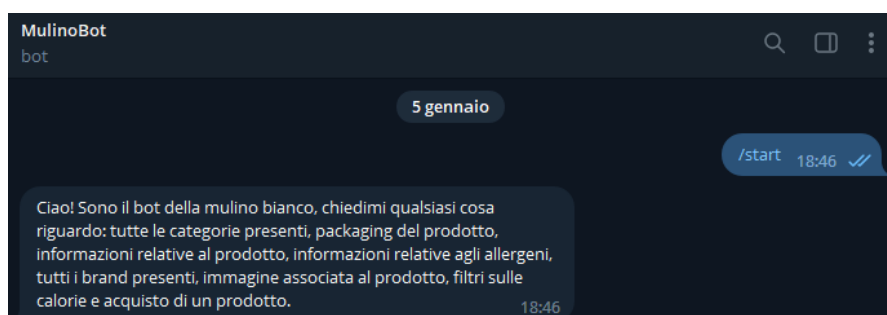 MulinoBot
bot
5 gennaio
/start 18:46
Ciao! Sono il bot della mulino bianco, chiedimi qualsiasi cosa
riguardo: tutte le categorie presenti, packaging del prodotto,
informazioni relative al prodotto, informazioni relative agli allergeni,
tutti i brand presenti, immagine associata al prodotto, filtri sulle
calorie e acquisto di un prodotto.
18:46